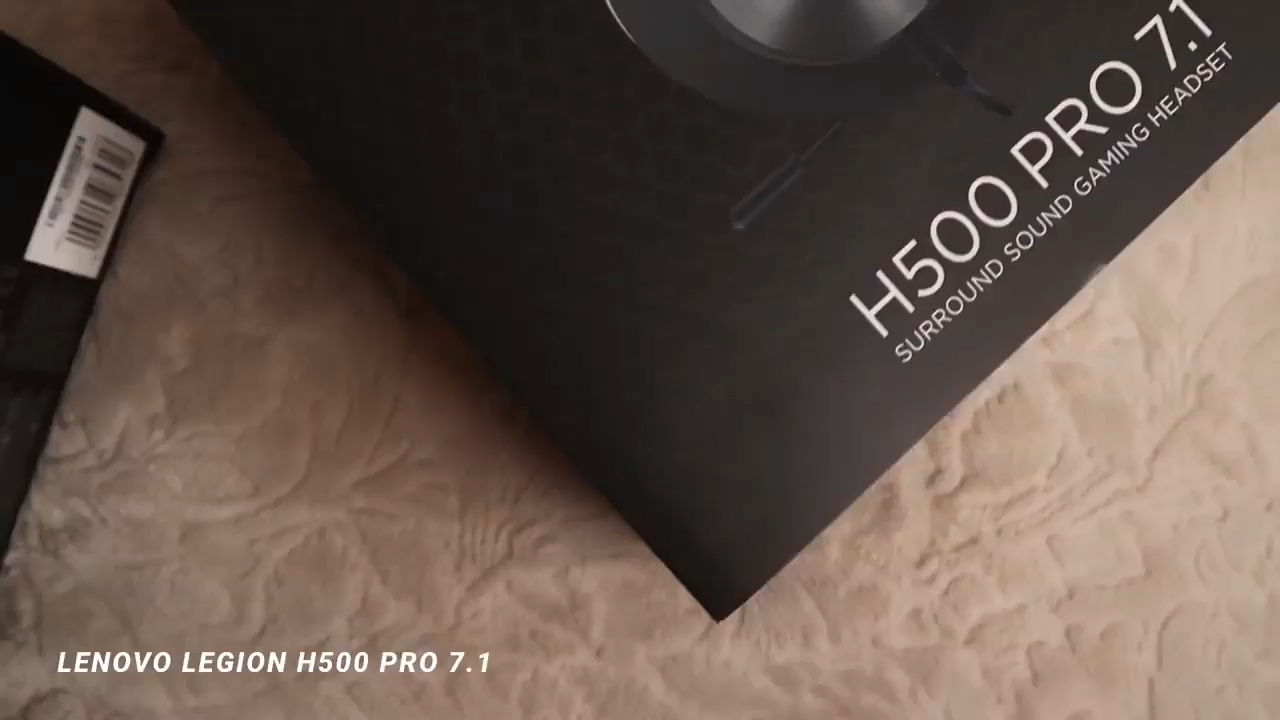 H500 PRO 7.1
SURROUND SOUND GAMING HEADSET
LENOVO LEGION H500 PRO 7.1